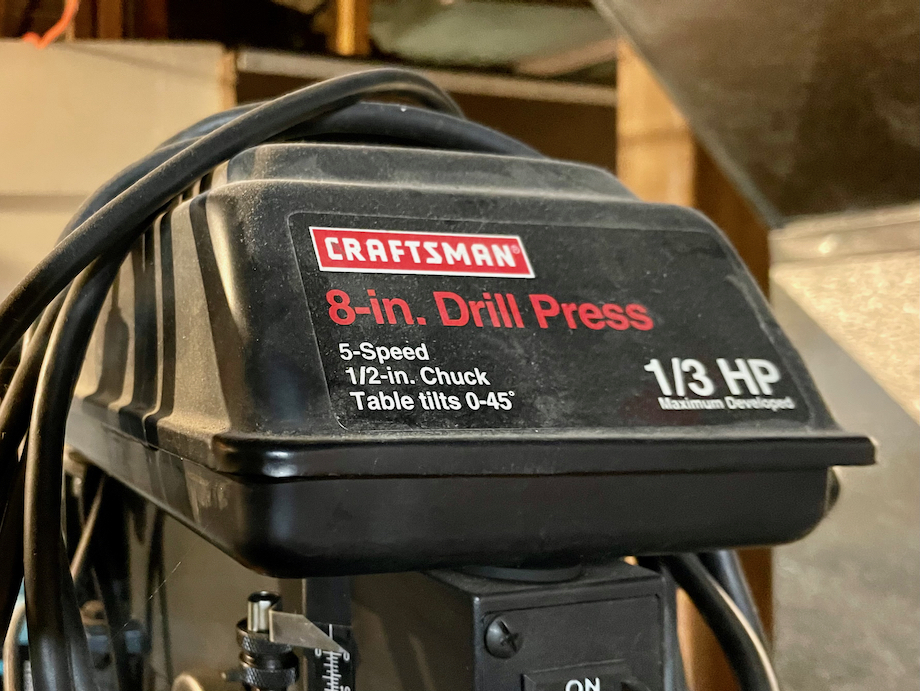 CRAFTSMAN®
8-in. Drill Press
5-Speed
1/2-in. Chuck
Table tilts 0-45°
1/3 HP
Maximum Developed
ON